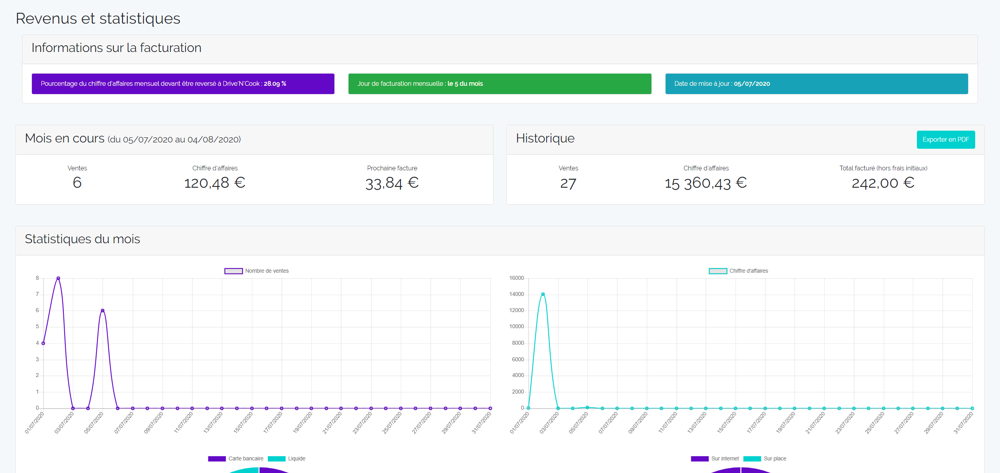 Revenus et statistiques
Informations sur la facturation
Pourcentage du chiffre d'affaires mensuel devant être reversé à Drive'N'Cook : 28.09 %
Jour de facturation mensuelle : le 5 du mois
Date de mise à jour : 05/07/2020
Mois en cours (du 05/07/2020 au 04/08/2020)
Ventes
6
Chiffre d'affaires
120,48 €
Prochaine facture
33,84 €
Historique
Exporter en PDF
Ventes
27
Chiffre d'affaires
15 360,43 €
Total facturé (hors frais initiaux)
242,00 €
Statistiques du mois
Nombre de ventes
8
7
6
5
4
3
2
1
0
01/07/2020
03/07/2020
05/07/2020
07/07/2020
09/07/2020
11/07/2020
13/07/2020
15/07/2020
17/07/2020
19/07/2020
21/07/2020
23/07/2020
25/07/2020
27/07/2020
29/07/2020
31/07/2020
Chiffre d'affaires
16000
14000
12000
10000
8000
6000
4000
2000
0
01/07/2020
03/07/2020
05/07/2020
07/07/2020
09/07/2020
11/07/2020
13/07/2020
15/07/2020
17/07/2020
19/07/2020
21/07/2020
23/07/2020
25/07/2020
27/07/2020
29/07/2020
31/07/2020
Carte bancaire
Liquide
Sur internet
Sur place